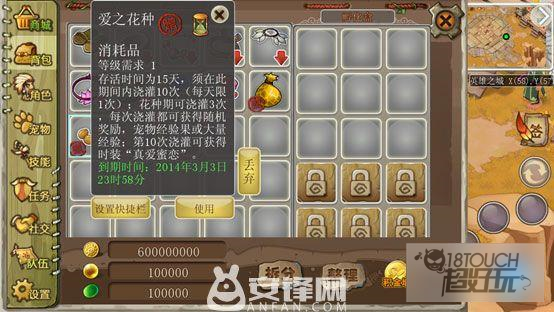 商城
背包
角色
宠物
技能
任务
社交
队伍
设置
爱之花种
消耗品
等级需求 1
存活时间为15天，须在此
期间内浇灌10次（每天限
1次）；花种期可浇灌3次
，每次浇灌都可获得随机
奖励，宠物经验果或大量
经验；第10次浇灌可获得
时装“真爱蜜恋”。
到期时间：2014年3月3日
23时58分
丢弃
设置快捷栏
使用
600000000
100000
100000
拆分
整理
英雄之城 X(58),Y(57
18TOUCH
超好玩
安锋网
ANFAN.COM